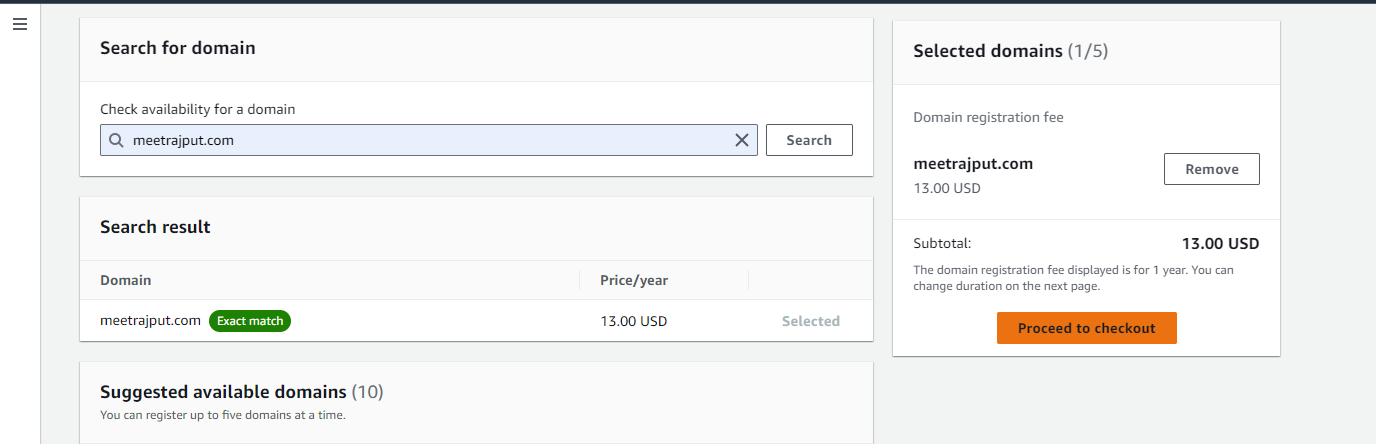 Search for domain
Check availability for a domain
meetrajput.com
Search
Search result
Domain Price/year
meetrajput.com Exact match 13.00 USD Selected
Suggested available domains (10)
You can register up to five domains at a time.
Selected domains (1/5)
Domain registration fee
meetrajput.com
13.00 USD
Remove
Subtotal: 13.00 USD
The domain registration fee displayed is for 1 year. You can
change duration on the next page.
Proceed to checkout